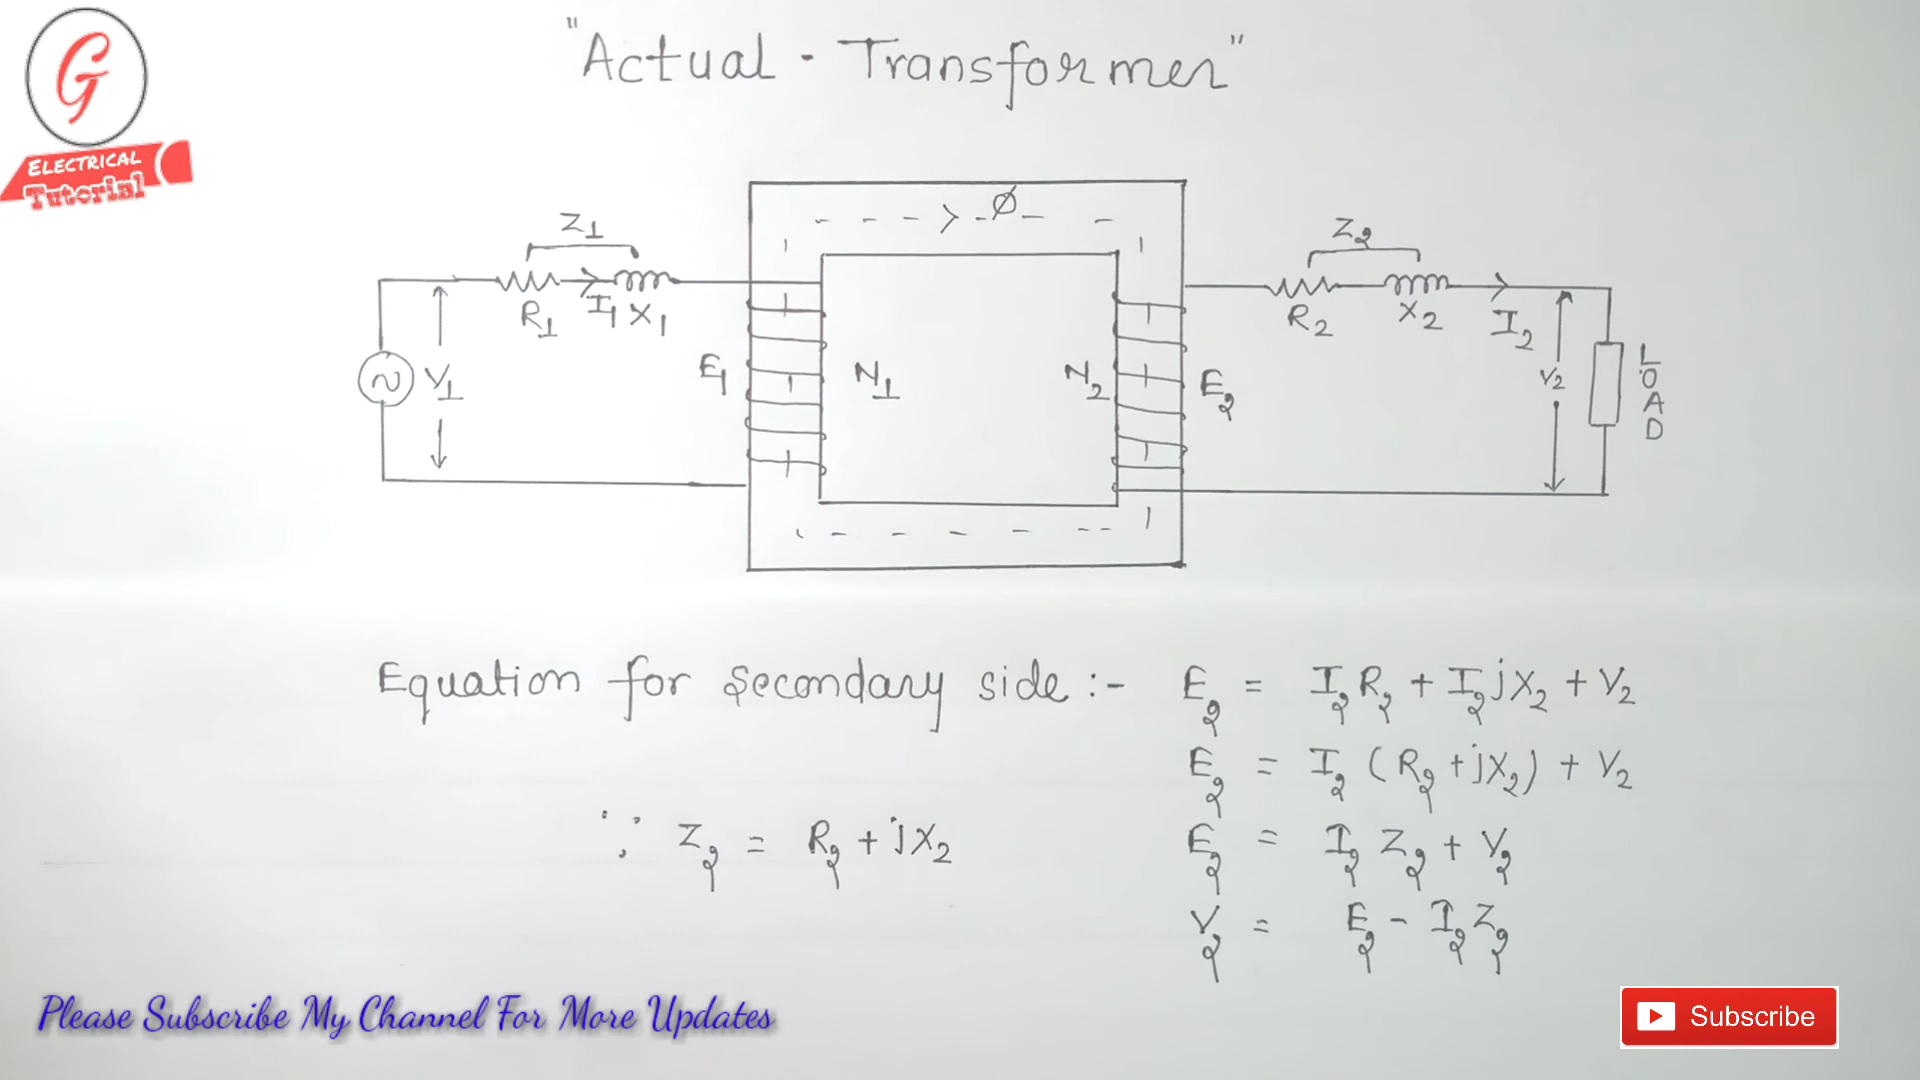 "Actual - Transformer"
G
ELECTRICAL
Tutorial
Z1
R1 I1 X1
V1
E1
N1
ϕ
N2
E2
Z2
R2 X2 I2
V2
LOAD
Equation for secondary side :- E2 = I2R2 + I2jX2 + V2
E2 = I2 (R2 + jX2) + V2
∵ Z2 = R2 + jX2
E2 = I2 Z2 + V2
V2 = E2 - I2Z2
Please Subscribe My Channel For More Updates
Subscribe